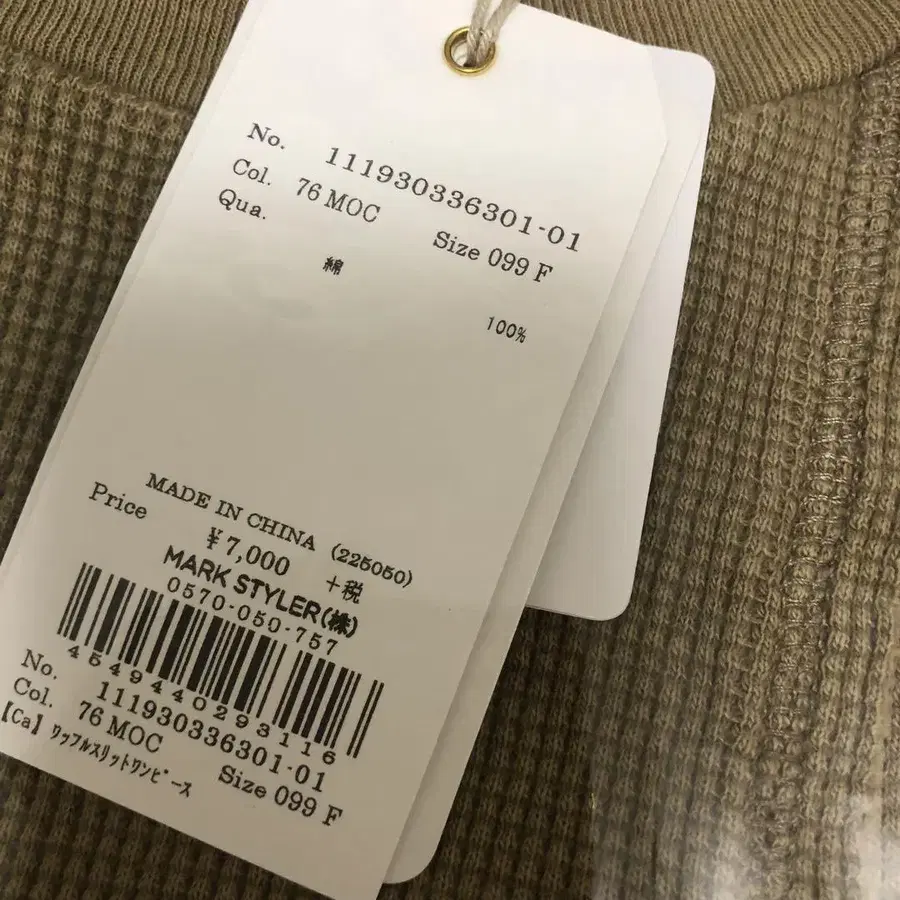 No. 111930336301-01
Col. 76 MOC Size 099 F
Qua.
綿 100%
MADE IN CHINA (225050)
Price ¥7,000 +税
MARK STYLER(株)
0570-050-757
4549440293116
No. 111930336301-01
Col. 76 MOC Size 099 F
【Ca】ﾜｯﾌﾙｽﾘｯﾄﾜﾝﾋﾟｰｽ